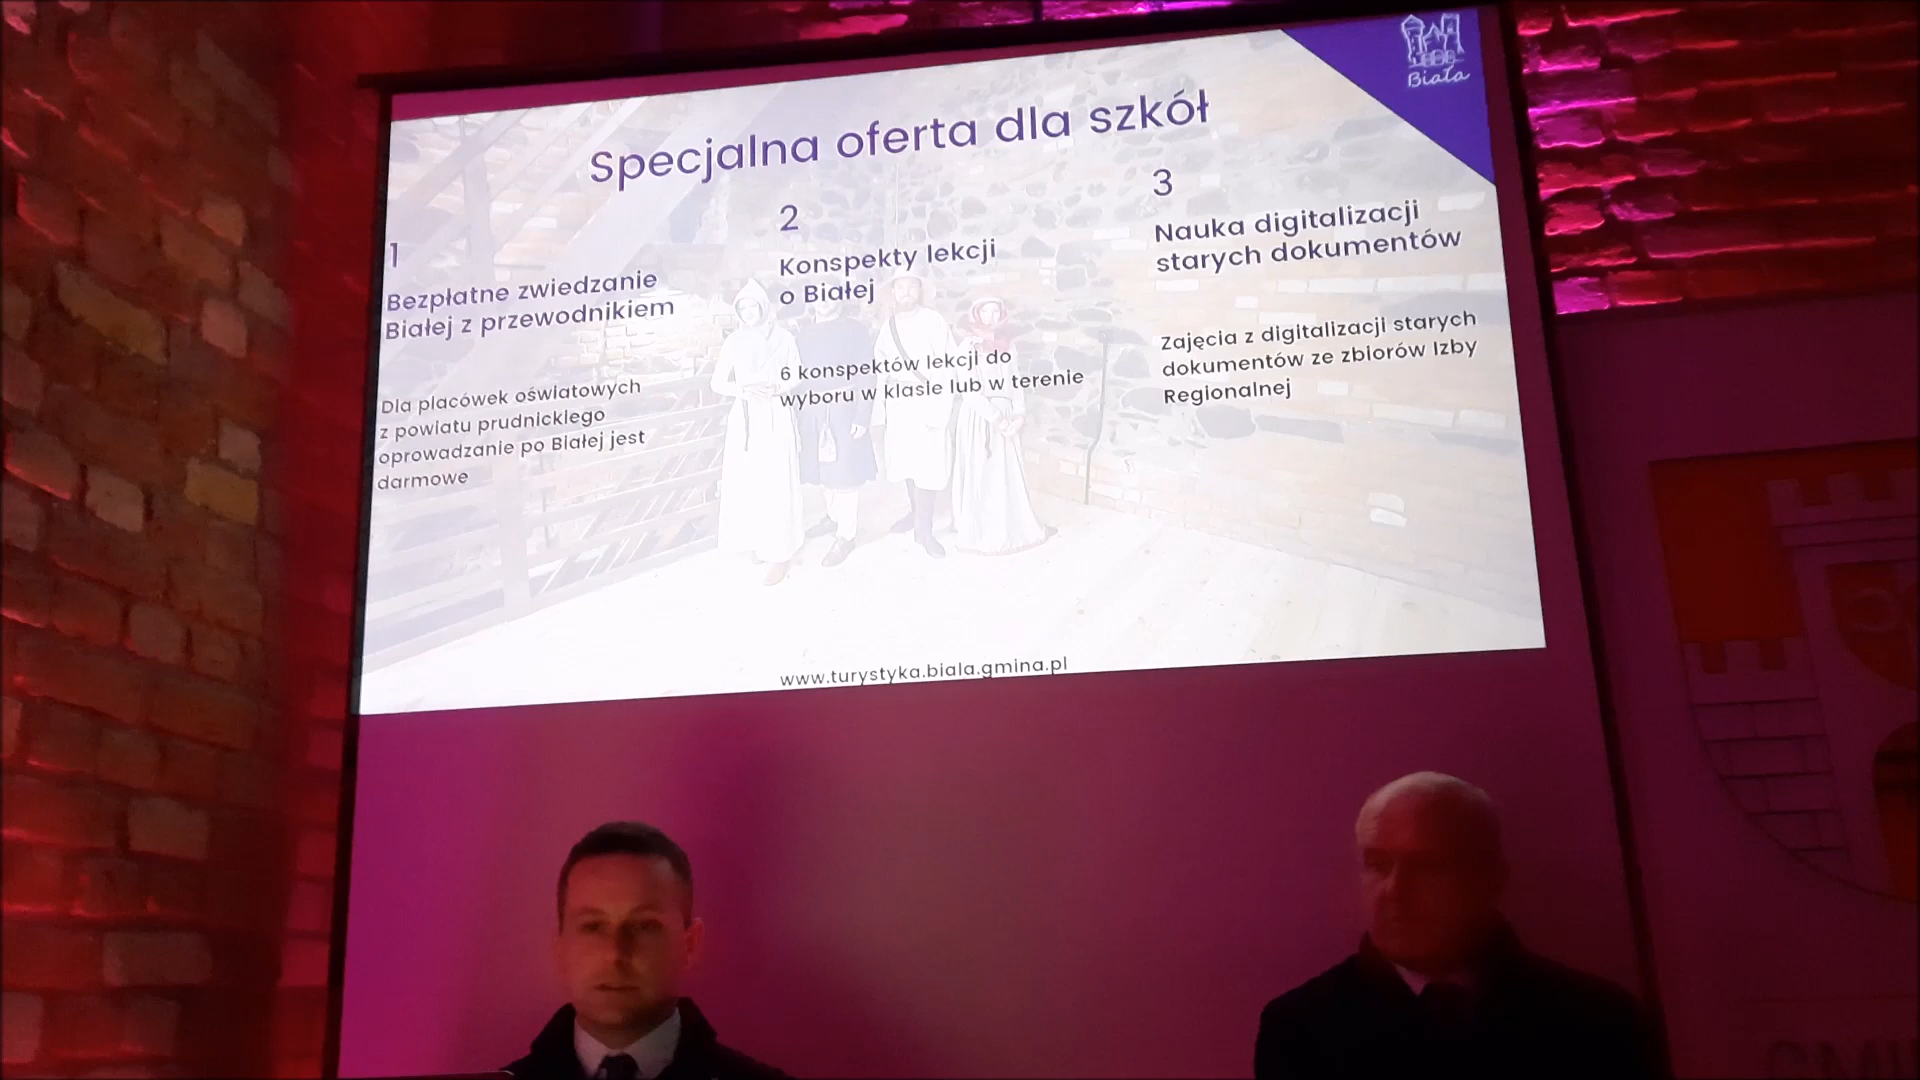 Biała
Specjalna oferta dla szkół
1
Bezpłatne zwiedzanie
Białej z przewodnikiem
Dla placówek oświatowych
z powiatu prudnickiego
oprowadzanie po Białej jest
darmowe
2
Konspekty lekcji
o Białej
6 konspektów lekcji do
wyboru w klasie lub w terenie
3
Nauka digitalizacji
starych dokumentów
Zajęcia z digitalizacji starych
dokumentów ze zbiorów Izby
Regionalnej
www.turystyka.biala.gmina.pl